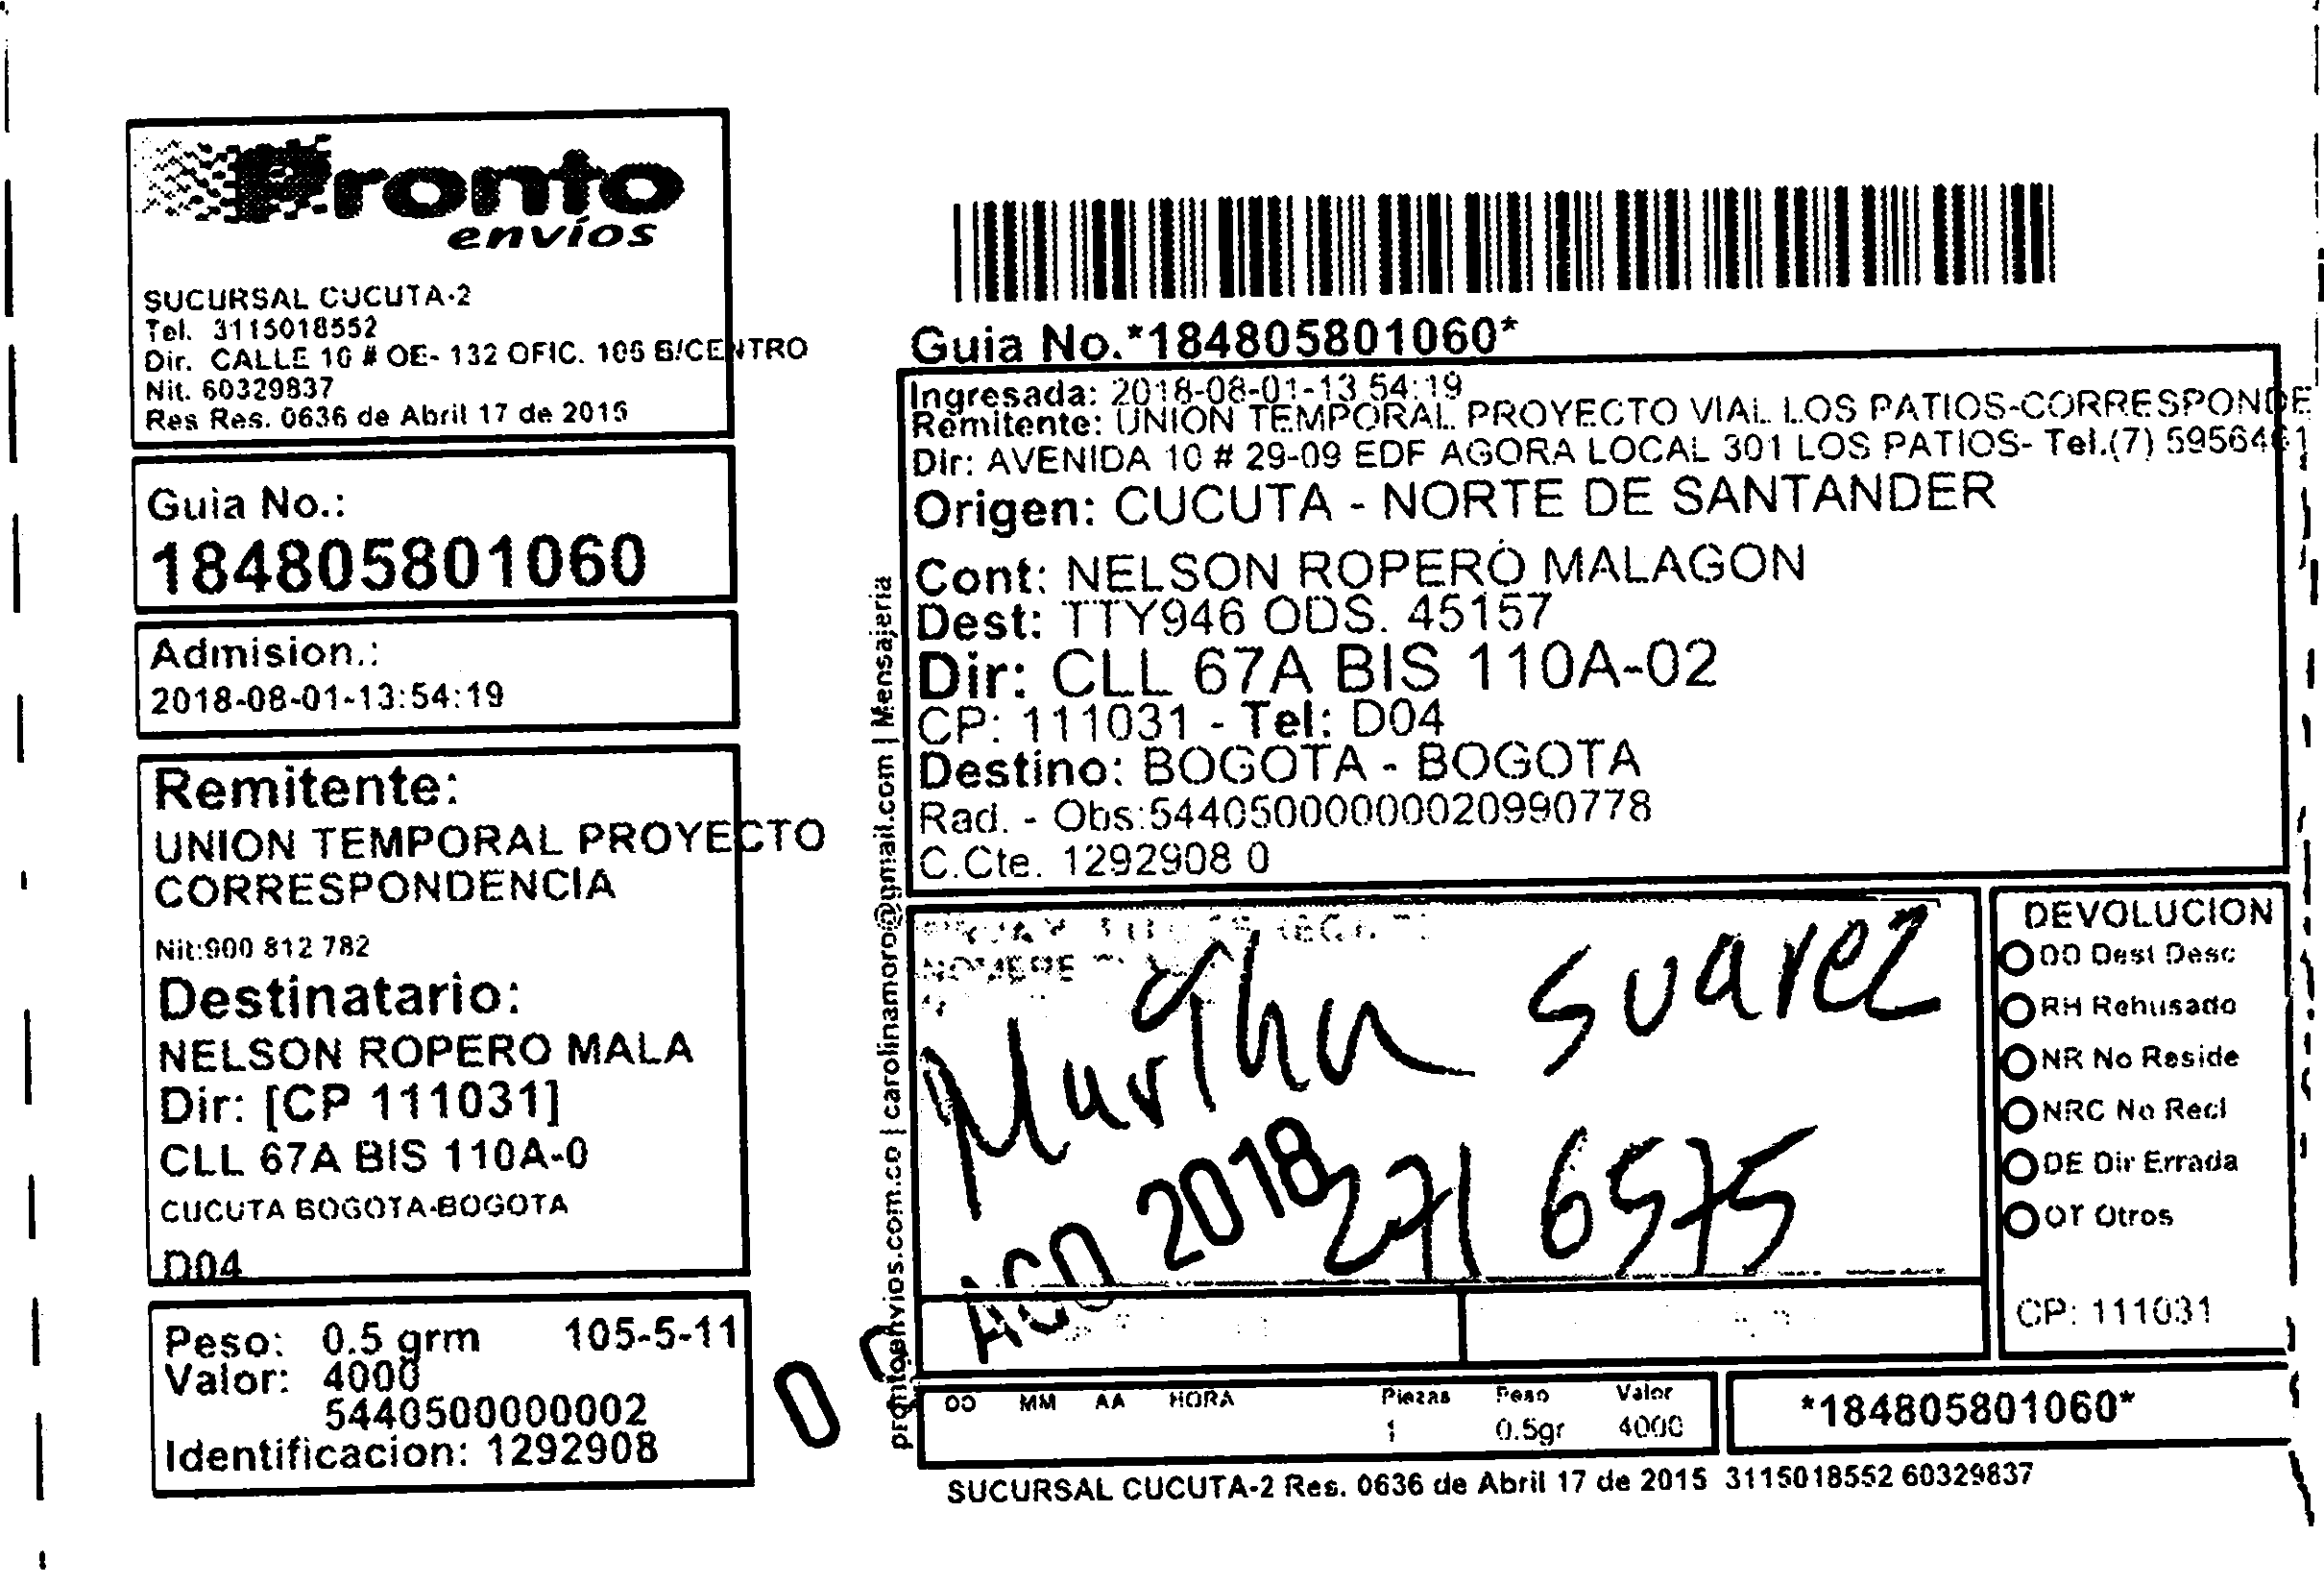 Pronto
envíos
SUCURSAL CUCUTA-2
Tel. 3115018552
Dir. CALLE 10 # OE- 132 OFIC. 106 B/CENTRO
Nit. 60329837
Res Res. 0636 de Abril 17 de 2015
Guia No.:
184805801060
Admision.:
2018-08-01-13:54:19
Remitente:
UNION TEMPORAL PROYECTO
CORRESPONDENCIA
Nit:900 812 782
Destinatario:
NELSON ROPERO MALA
Dir: [CP 111031]
CLL 67A BIS 110A-0
CUCUTA BOGOTA-BOGOTA
D04
Peso: 0.5 grm 105-5-11
Valor: 4000
5440500000002
Identificacion: 1292908
prontoenvios.com.co | carolinamoro@gmail.com | Mensajeria
Guia No.*184805801060*
Ingresada: 2018-08-01-13:54:19
Remitente: UNION TEMPORAL PROYECTO VIAL LOS PATIOS-CORRESPONDE
Dir: AVENIDA 10 # 29-09 EDF AGORA LOCAL 301 LOS PATIOS- Tel.(7) 5956461
Origen: CUCUTA - NORTE DE SANTANDER
Cont: NELSON ROPERO MALAGON
Dest: TTY946 ODS. 45157
Dir: CLL 67A BIS 110A-02
CP: 111031 - Tel: D04
Destino: BOGOTA - BOGOTA
Rad. - Obs:54405000000020990778
C.Cte. 1292908 0
NOMBRE
Martha Suarez
AGO 2018
271 6575
DEVOLUCION
DD Dest Desc
RH Rehusado
NR No Reside
NRC No Recl
DE Dir Errada
OT Otros
CP: 111031
DD MM AA HORA Piezas Peso Valor
1 0.5gr 4000
*184805801060*
SUCURSAL CUCUTA-2 Res. 0636 de Abril 17 de 2015 3115018552 60329837